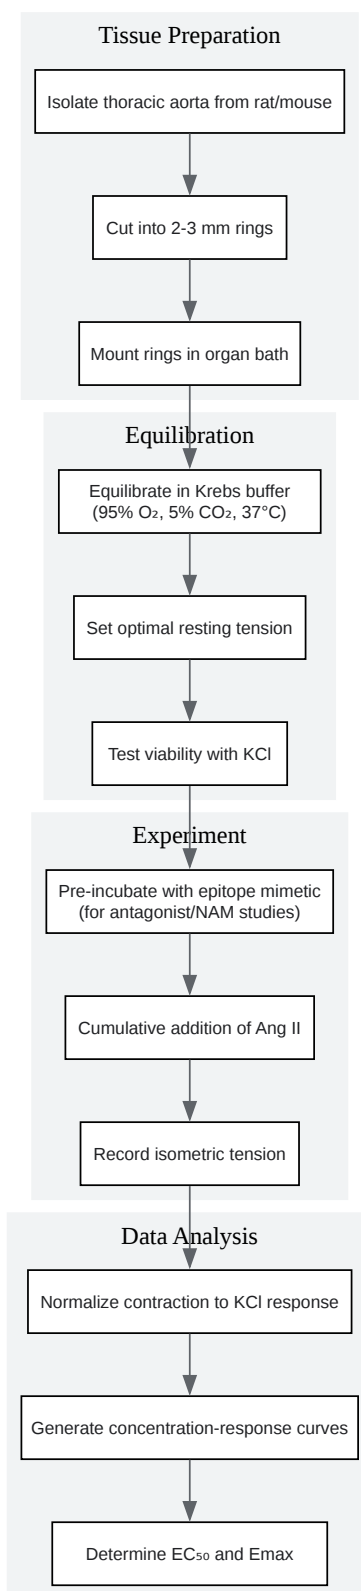 Tissue Preparation
Isolate thoracic aorta from rat/mouse
Cut into 2-3 mm rings
Mount rings in organ bath
Equilibration
Equilibrate in Krebs buffer
(95% O₂, 5% CO₂, 37°C)
Set optimal resting tension
Test viability with KCl
Experiment
Pre-incubate with epitope mimetic
(for antagonist/NAM studies)
Cumulative addition of Ang II
Record isometric tension
Data Analysis
Normalize contraction to KCl response
Generate concentration-response curves
Determine EC₅₀ and Emax